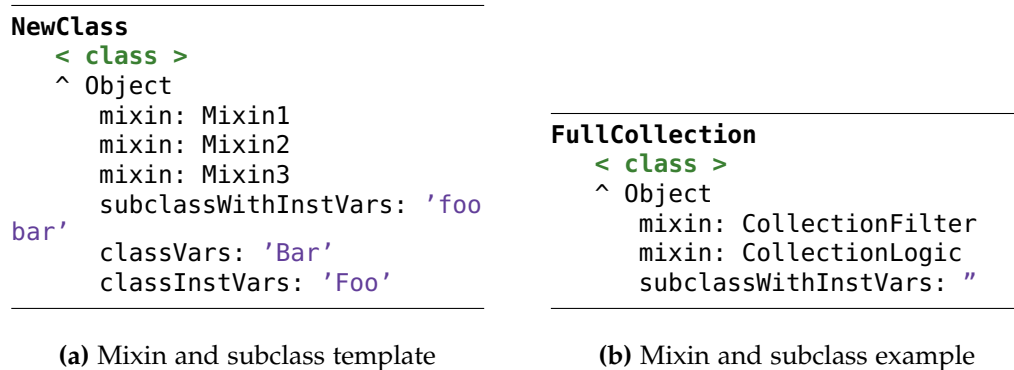 NewClass
< class >
^ Object
mixin: Mixin1
mixin: Mixin2
mixin: Mixin3
subclassWithInstVars: ’foo
bar’
classVars: ’Bar’
classInstVars: ’Foo’
(a) Mixin and subclass template
FullCollection
< class >
^ Object
mixin: CollectionFilter
mixin: CollectionLogic
subclassWithInstVars: ”
(b) Mixin and subclass example